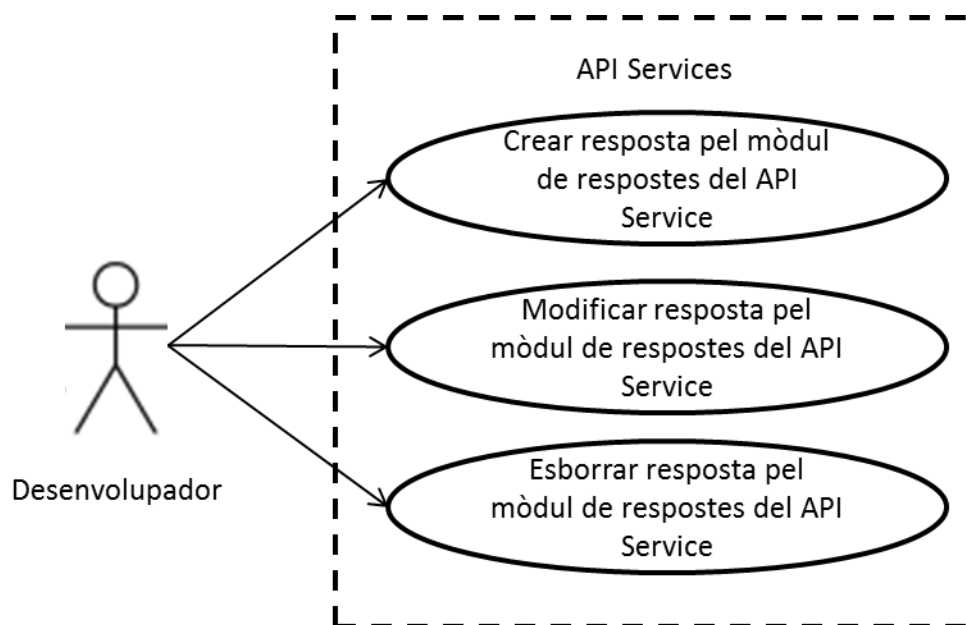 API Services
Crear resposta pel mòdul
de respostes del API
Service
Modificar resposta pel
mòdul de respostes del API
Service
Esborrar resposta pel
mòdul de respostes del API
Service
Desenvolupador